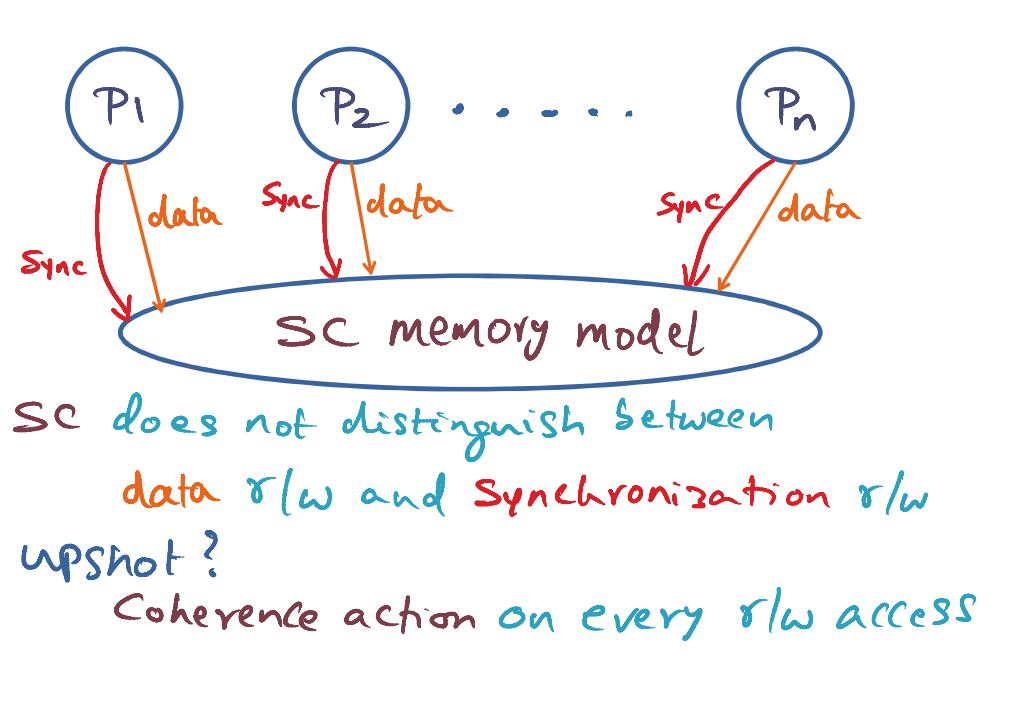 P1 P2 ..... Pn
sync data sync data sync data
SC memory model
SC does not distinguish between
data r/w and synchronization r/w
upshot?
Coherence action on every r/w access